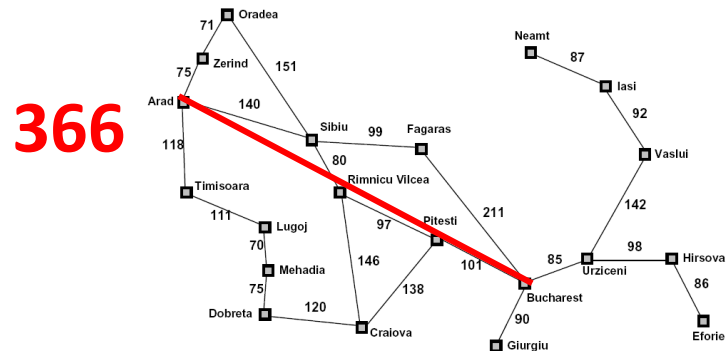 71
Oradea
Neamt
87
Zerind
75
151
Iasi
Arad
140
92
366
Sibiu
99
Fagaras
118
80
Vaslui
Timisoara
Rimnicu Vilcea
211
142
111
Lugoj
97
Pitesti
70
98
Hirsova
146
101
85
Urziceni
Mehadia
138
86
75
Bucharest
120
Dobreta
90
Craiova
Eforie
Giurgiu